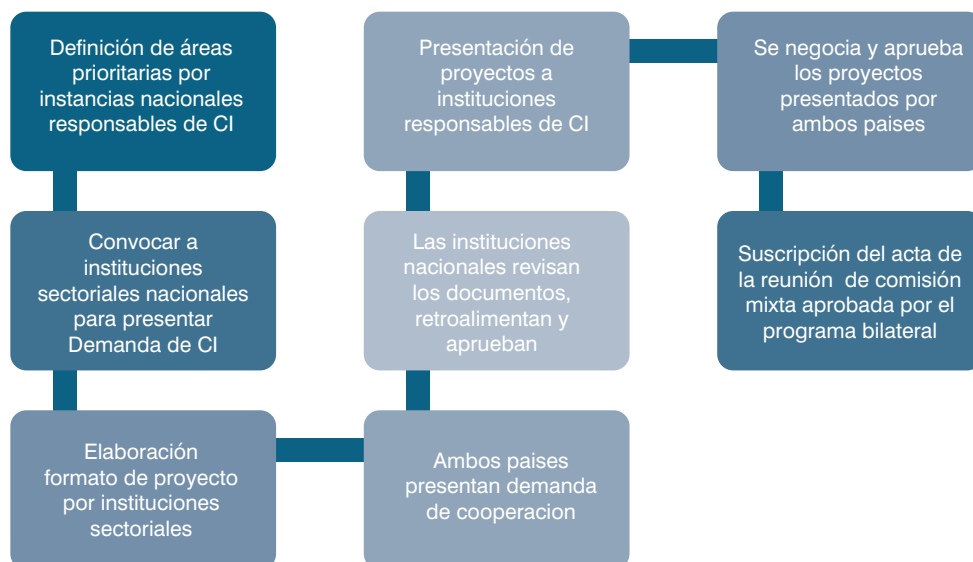 Definición de áreas
prioritarias por
instancias nacionales
responsables de CI
Convocar a
instituciones
sectoriales nacionales
para presentar
Demanda de CI
Elaboración
formato de proyecto
por instituciones
sectoriales
Ambos paises
presentan demanda
de cooperacion
Las instituciones
nacionales revisan
los documentos,
retroalimentan y
aprueban
Presentación de
proyectos a
instituciones
responsables de CI
Se negocia y aprueba
los proyectos
presentados por
ambos paises
Suscripción del acta de
la reunión de comisión
mixta aprobada por el
programa bilateral